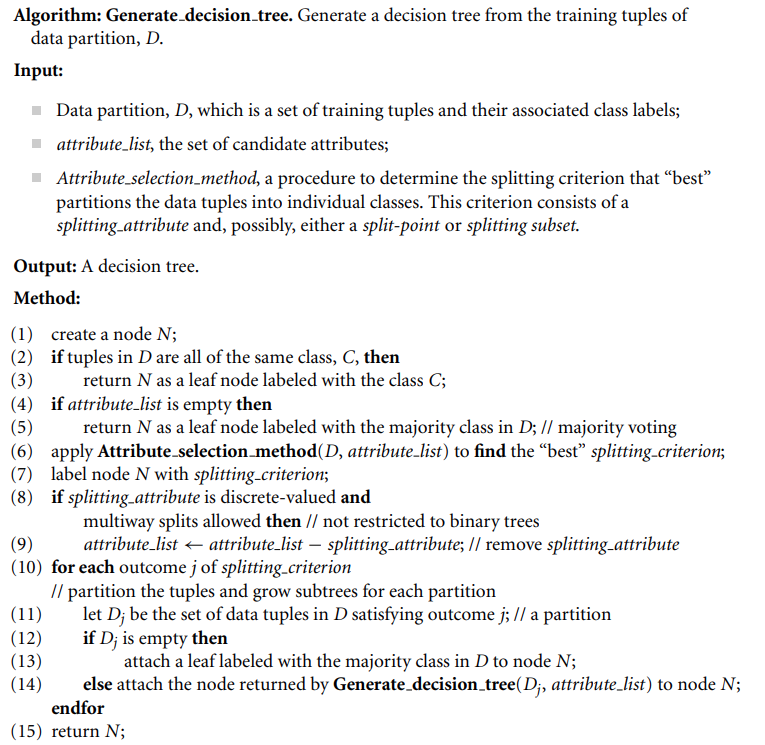 Algorithm: Generate_decision_tree. Generate a decision tree from the training tuples of
data partition, D.
Input:
Data partition, D, which is a set of training tuples and their associated class labels;
attribute_list, the set of candidate attributes;
Attribute_selection_method, a procedure to determine the splitting criterion that “best”
partitions the data tuples into individual classes. This criterion consists of a
splitting_attribute and, possibly, either a split-point or splitting subset.
Output: A decision tree.
Method:
(1) create a node N;
(2) if tuples in D are all of the same class, C, then
(3) return N as a leaf node labeled with the class C;
(4) if attribute_list is empty then
(5) return N as a leaf node labeled with the majority class in D; // majority voting
(6) apply Attribute_selection_method(D, attribute_list) to find the “best” splitting_criterion;
(7) label node N with splitting_criterion;
(8) if splitting_attribute is discrete-valued and
multiway splits allowed then // not restricted to binary trees
(9) attribute_list ← attribute_list − splitting_attribute; // remove splitting_attribute
(10) for each outcome j of splitting_criterion
// partition the tuples and grow subtrees for each partition
(11) let Dj be the set of data tuples in D satisfying outcome j; // a partition
(12) if Dj is empty then
(13) attach a leaf labeled with the majority class in D to node N;
(14) else attach the node returned by Generate_decision_tree(Dj, attribute_list) to node N;
endfor
(15) return N;